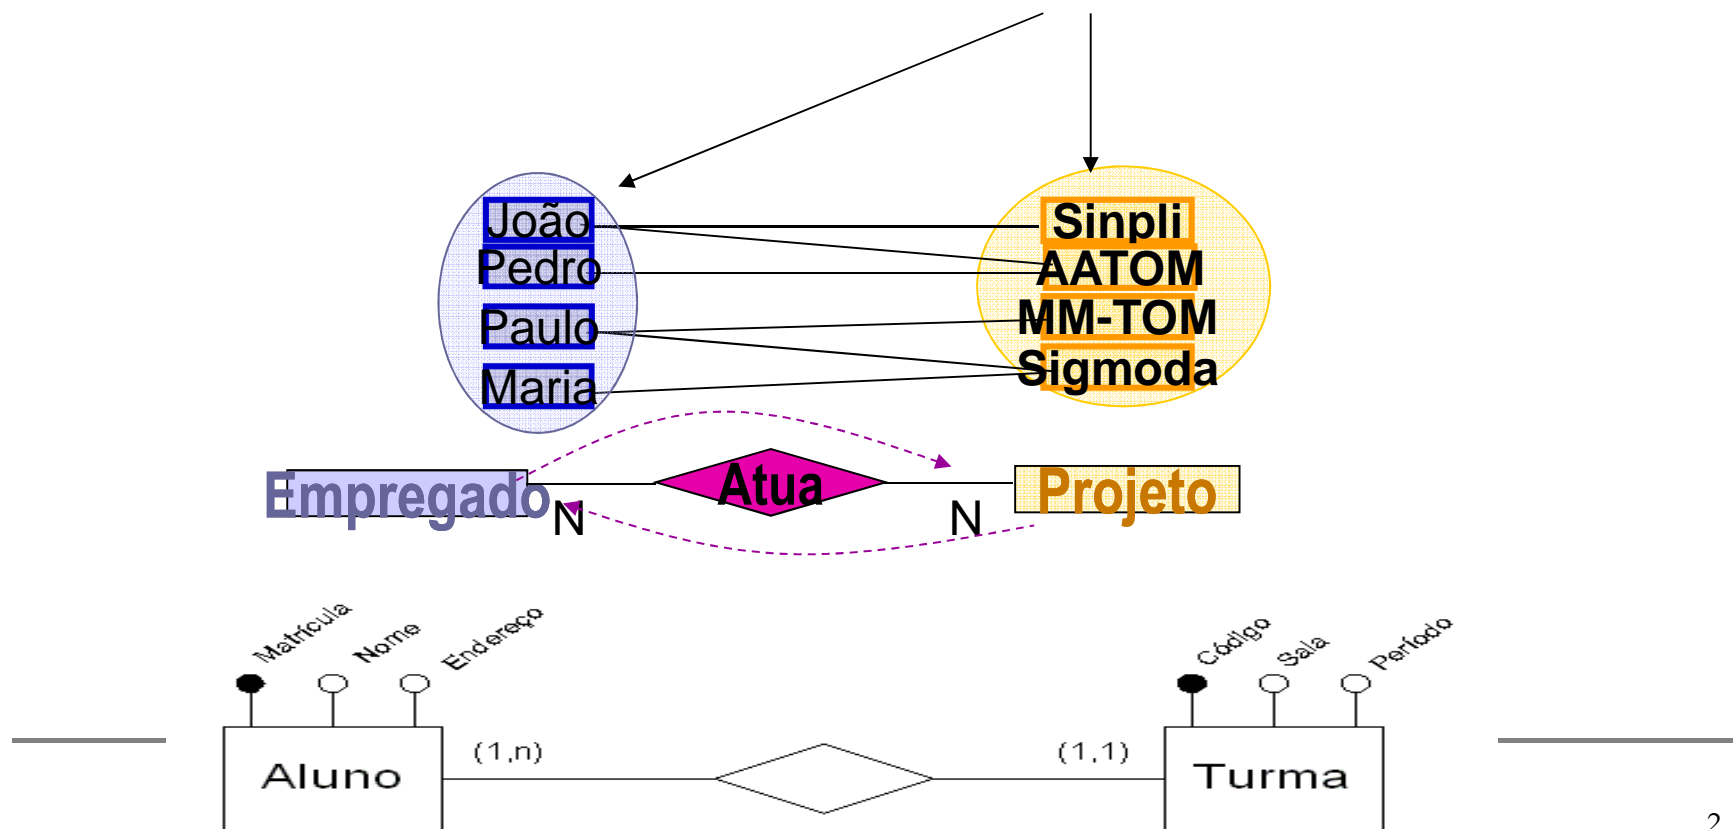 João Sinpli
Pedro AATOM
Paulo MM-TOM
Maria Sigmoda
Empregado Atua Projeto
N N
Matrícula Nome Endereço Código Sala Período
(1,n) (1,1)
Aluno Turma
2